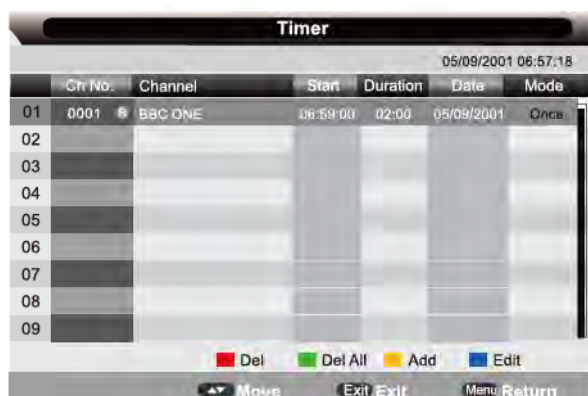 Timer
05/09/2001 06:57:18
Ch No. Channel Start Duration Date Mode
01 0001 BBC ONE 06:59:00 02:00 05/09/2001 Once
02
03
04
05
06
07
08
09
Del Del All Add Edit
Move Exit Exit Menu Return